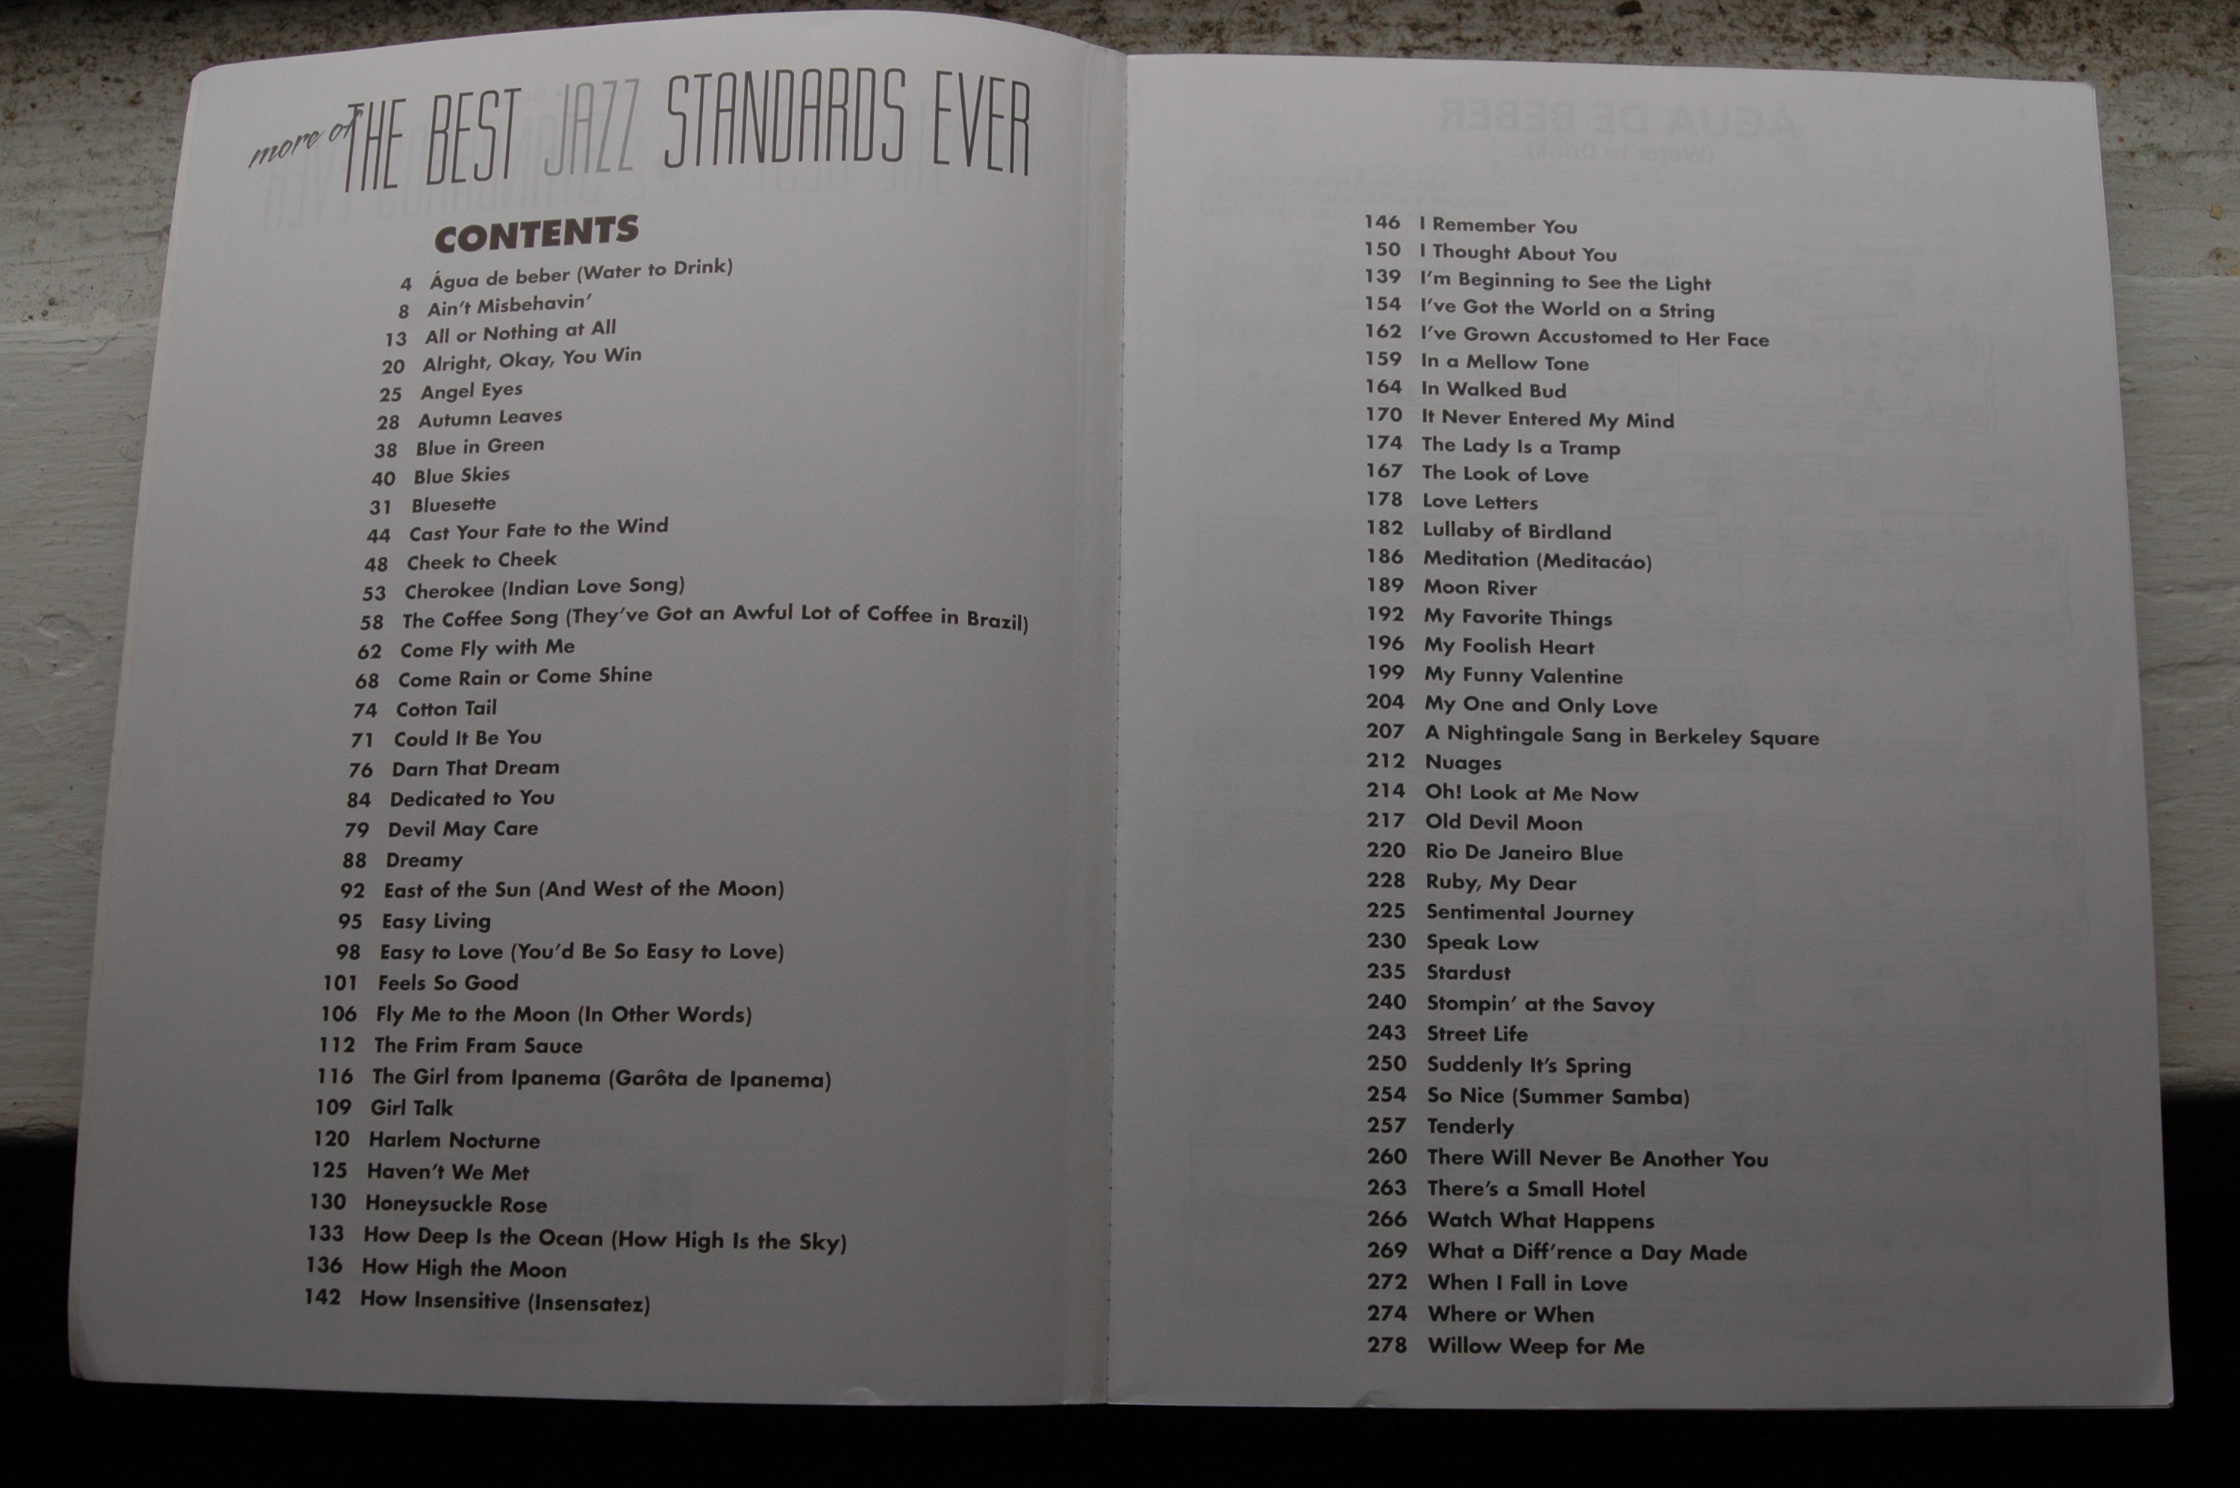 more of THE BEST JAZZ STANDARDS EVER
CONTENTS
4 Água de beber (Water to Drink)
8 Ain't Misbehavin'
13 All or Nothing at All
20 Alright, Okay, You Win
25 Angel Eyes
28 Autumn Leaves
38 Blue in Green
40 Blue Skies
31 Bluesette
44 Cast Your Fate to the Wind
48 Cheek to Cheek
53 Cherokee (Indian Love Song)
58 The Coffee Song (They've Got an Awful Lot of Coffee in Brazil)
62 Come Fly with Me
68 Come Rain or Come Shine
74 Cotton Tail
71 Could It Be You
76 Darn That Dream
84 Dedicated to You
79 Devil May Care
88 Dreamy
92 East of the Sun (And West of the Moon)
95 Easy Living
98 Easy to Love (You'd Be So Easy to Love)
101 Feels So Good
106 Fly Me to the Moon (In Other Words)
112 The Frim Fram Sauce
116 The Girl from Ipanema (Garôta de Ipanema)
109 Girl Talk
120 Harlem Nocturne
125 Haven't We Met
130 Honeysuckle Rose
133 How Deep Is the Ocean (How High Is the Sky)
136 How High the Moon
142 How Insensitive (Insensatez)
146 I Remember You
150 I Thought About You
139 I'm Beginning to See the Light
154 I've Got the World on a String
162 I've Grown Accustomed to Her Face
159 In a Mellow Tone
164 In Walked Bud
170 It Never Entered My Mind
174 The Lady Is a Tramp
167 The Look of Love
178 Love Letters
182 Lullaby of Birdland
186 Meditation (Meditacáo)
189 Moon River
192 My Favorite Things
196 My Foolish Heart
199 My Funny Valentine
204 My One and Only Love
207 A Nightingale Sang in Berkeley Square
212 Nuages
214 Oh! Look at Me Now
217 Old Devil Moon
220 Rio De Janeiro Blue
228 Ruby, My Dear
225 Sentimental Journey
230 Speak Low
235 Stardust
240 Stompin' at the Savoy
243 Street Life
250 Suddenly It's Spring
254 So Nice (Summer Samba)
257 Tenderly
260 There Will Never Be Another You
263 There's a Small Hotel
266 Watch What Happens
269 What a Diff'rence a Day Made
272 When I Fall in Love
274 Where or When
278 Willow Weep for Me